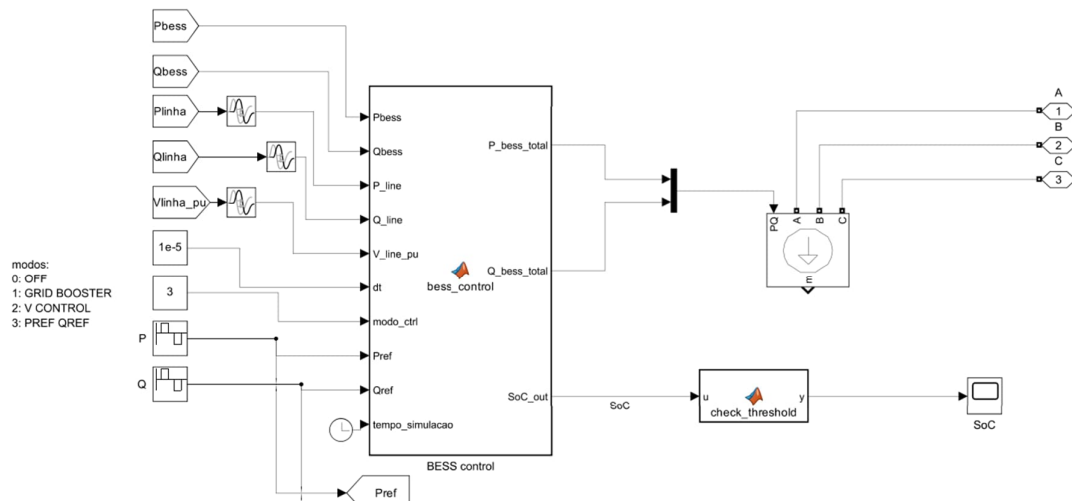 Pbess
Qbess
Plinha
Qlinha
Vlinha_pu
modos:
0: OFF
1: GRID BOOSTER
2: V CONTROL
3: PREF QREF
1e-5
3
P
Q
Pbess
Qbess
P_line
Q_line
V_line_pu
dt
modo_ctrl
Pref
Qref
tempo_simulacao
bess_control
P_bess_total
Q_bess_total
SoC_out
BESS control
Pref
SoC
u
check_threshold
y
SoC
PQ
A
B
C
m
A
1
B
2
C
3